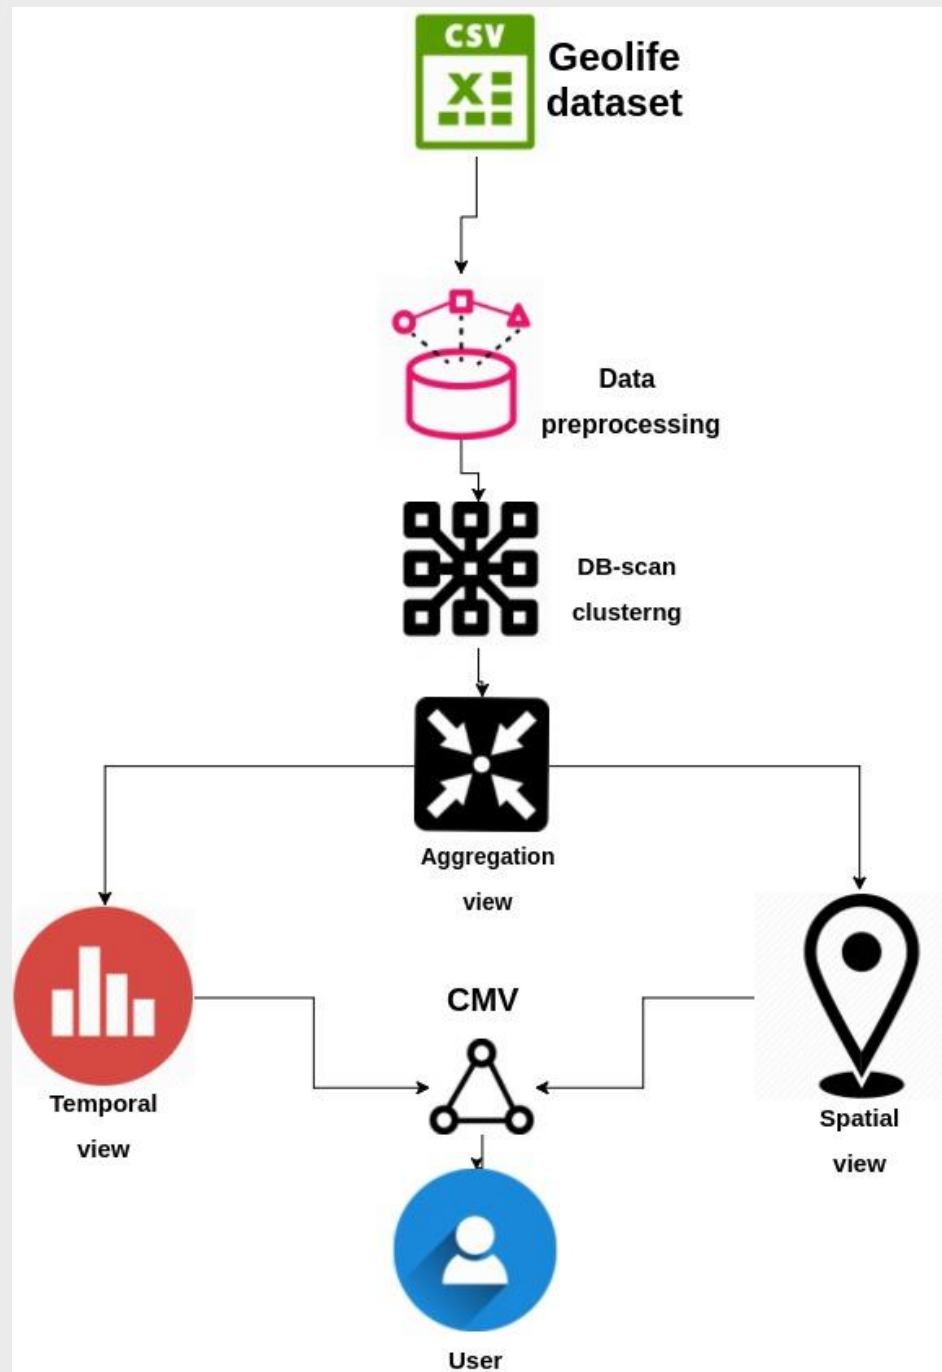 CSV
Geolife
dataset
X
Data
preprocessing
DB-scan
clusterng
Aggregation
view
CMV
Temporal
view
Spatial
view
User